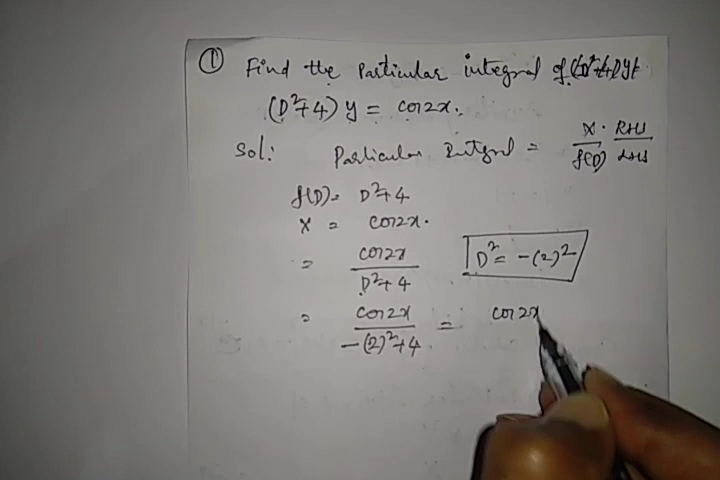 ① Find the Particular integral of
(D²+4) y = cos2x.
Sol: Particular Integral = X/f(D) . RHS/LHS
f(D) = D²+4
X = cos2x.
= cos2x/D²+4 D² = -(2)²
= cos2x/-(2)²+4 = cos2x